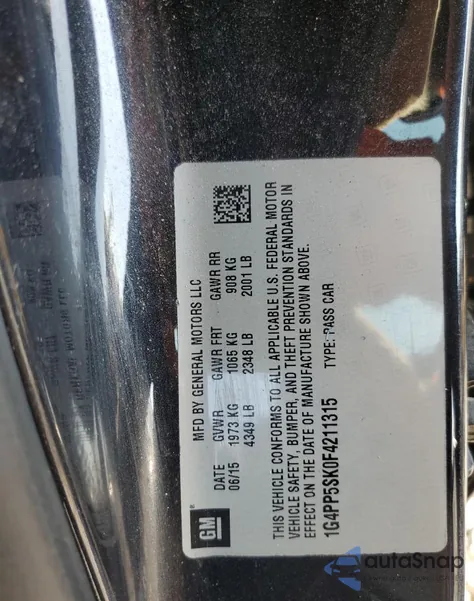 GM
®
MFD BY GENERAL MOTORS LLC
DATE GVWR GAWR FRT GAWR RR
06/15 1973 KG 1065 KG 908 KG
4349 LB 2348 LB 2001 LB
THIS VEHICLE CONFORMS TO ALL APPLICABLE U.S. FEDERAL MOTOR
VEHICLE SAFETY, BUMPER, AND THEFT PREVENTION STANDARDS IN
EFFECT ON THE DATE OF MANUFACTURE SHOWN ABOVE.
1G4PP5SK0F4211315 TYPE: PASS CAR
autoSnap